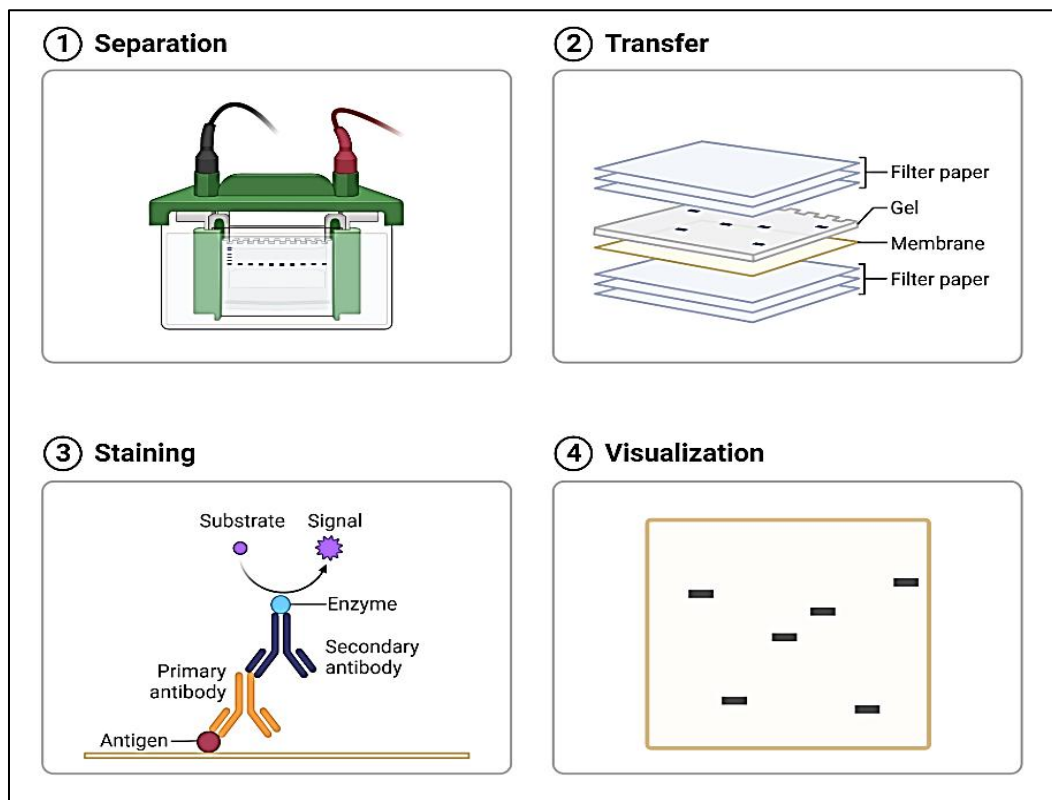 1 Separation
2 Transfer
Filter paper
Gel
Membrane
Filter paper
3 Staining
Substrate Signal
Enzyme
Secondary
antibody
Primary
antibody
Antigen
4 Visualization